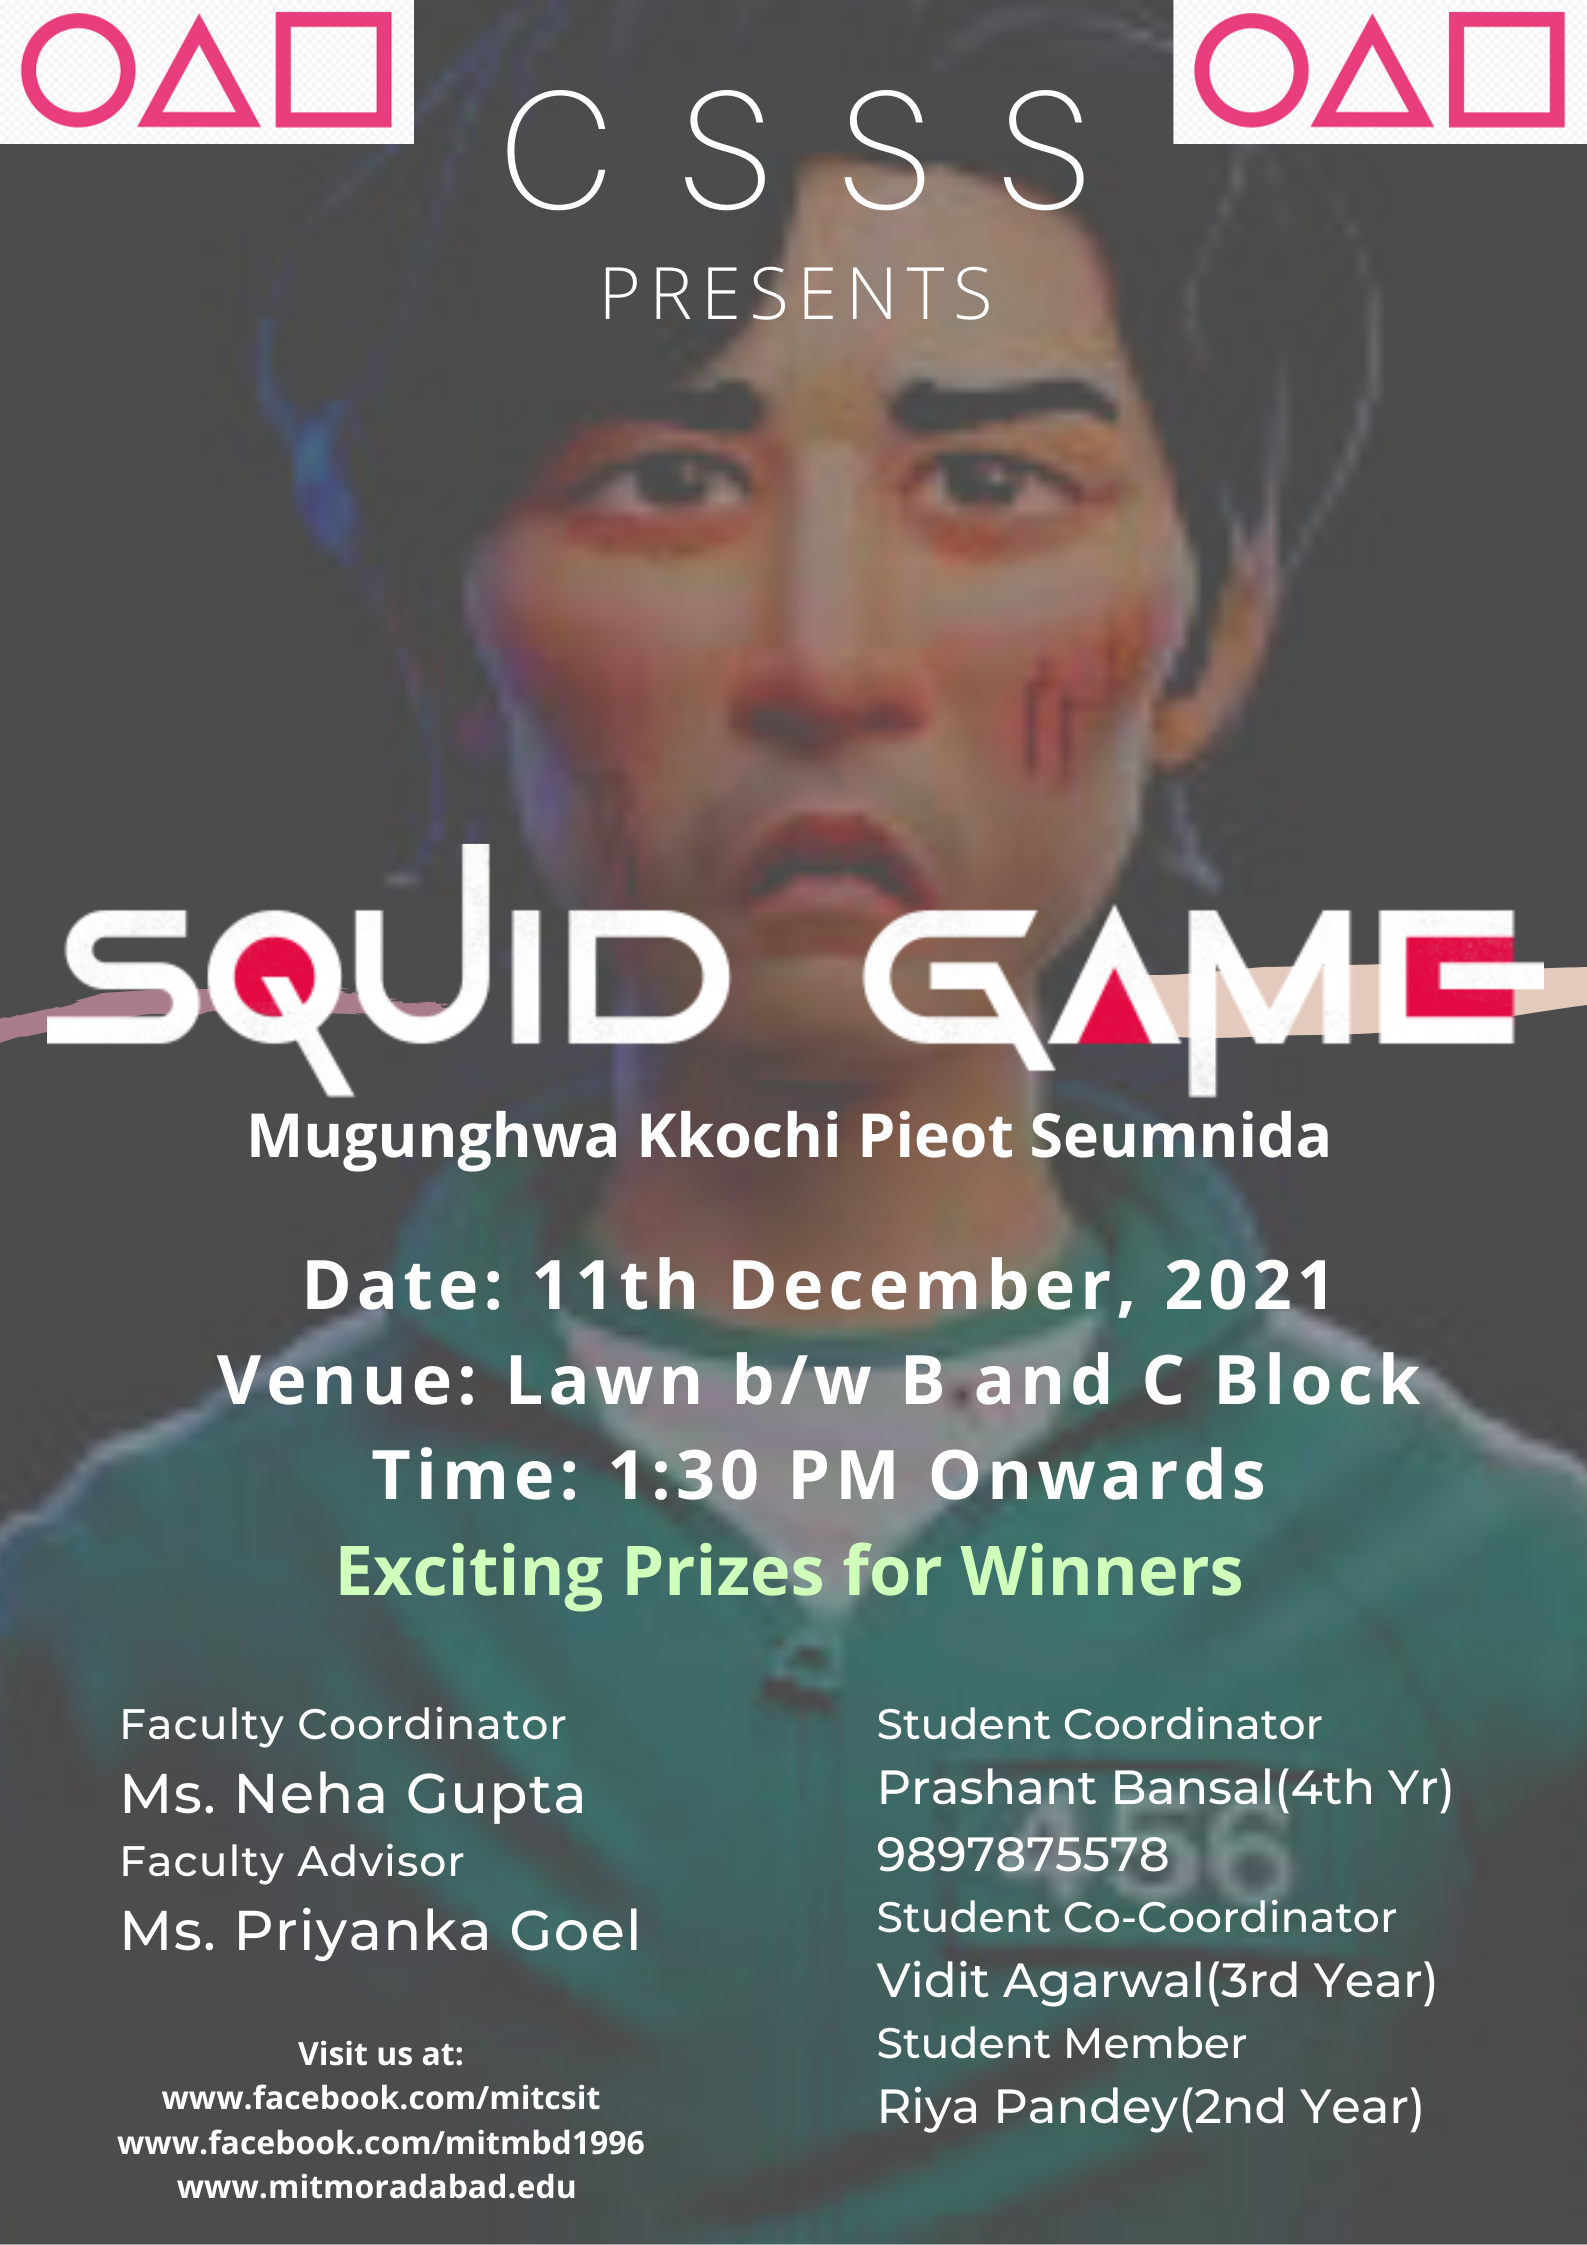 C S S S
PRESENTS
SQUID GAME
Mugunghwa Kkochi Pieot Seumnida
Date: 11th December, 2021
Venue: Lawn b/w B and C Block
Time: 1:30 PM Onwards
Exciting Prizes for Winners
Faculty Coordinator
Ms. Neha Gupta
Faculty Advisor
Ms. Priyanka Goel
Visit us at:
www.facebook.com/mitcsit
www.facebook.com/mitmbd1996
www.mitmoradabad.edu
Student Coordinator
Prashant Bansal(4th Yr)
9897875578
Student Co-Coordinator
Vidit Agarwal(3rd Year)
Student Member
Riya Pandey(2nd Year)
456